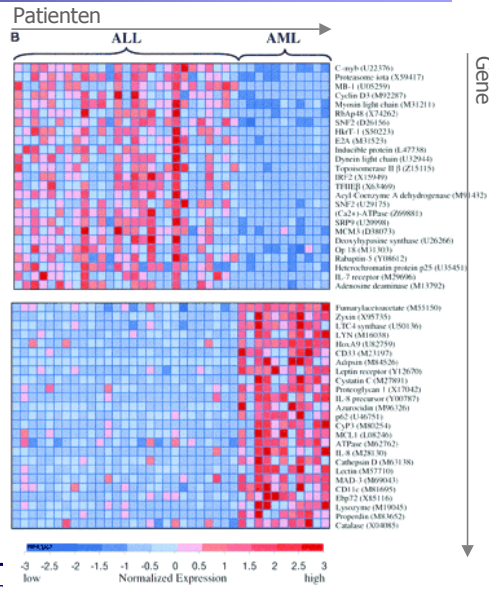 Patienten
B
ALL
AML
Gene
C-myb (U22376)
Proteasome iota (X59417)
MB-1 (U05259)
Cyclin D3 (M92287)
Myosin light chain (M31211)
RbAp48 (X74262)
SNF2 (D26156)
HkrT-1 (S50223)
E2A (M31523)
Inducible protein (L47738)
Dynein light chain (U32944)
Topoisomerase II β (Z15115)
IRF2 (X15949)
TFIIEβ (X63469)
Acyl-Coenzyme A dehydrogenase (M91432)
SNF2 (U29175)
(Ca2+)-ATPase (Z69881)
SRP9 (U20998)
MCM3 (D38073)
Deoxyhypusine synthase (U26266)
Op 18 (M31303)
Rabaptin-5 (Y08612)
Heterochromatin protein p25 (U35451)
IL-7 receptor (M29696)
Adenosine deaminase (M13792)
Fumarylacetoacetate (M55150)
Zyxin (X95735)
LTC4 synthase (U50136)
LYN (M16038)
HoxA9 (U82759)
CD33 (M23197)
Adipsin (M84526)
Leptin receptor (Y12670)
Cystatin C (M27891)
Proteoglycan 1 (X17042)
IL-8 precursor (Y00787)
Azurocidin (M96326)
p62 (U46751)
CyP3 (M80254)
MCL1 (L08246)
ATPase (M62762)
IL-8 (M28130)
Cathepsin D (M63138)
Lectin (M57710)
MAD-3 (M69043)
CD11c (M81695)
Ebp72 (X85116)
Lysozyme (M19045)
Properdin (M83652)
Catalase (X04085)
-3 -2.5 -2 -1.5 -1 -0.5 0 0.5 1 1.5 2 2.5 3
low Normalized Expression high